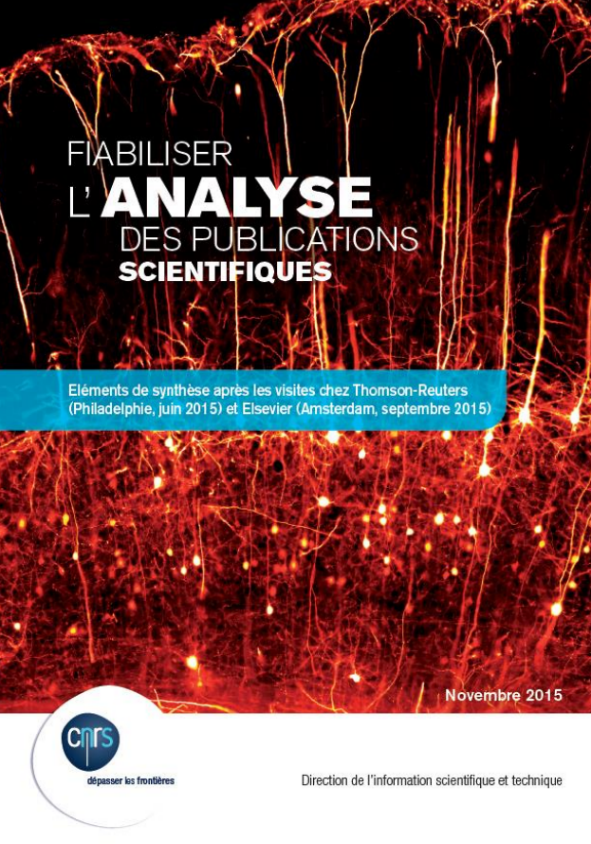 FIABILISER
L' ANALYSE
DES PUBLICATIONS
SCIENTIFIQUES
Eléments de synthèse après les visites chez Thomson-Reuters
(Philadelphie, juin 2015) et Elsevier (Amsterdam, septembre 2015)
Novembre 2015
cnrs
dépasser les frontières
Direction de l'information scientifique et technique